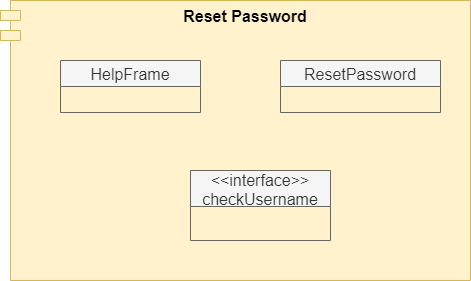 Reset Password
HelpFrame
ResetPassword
<<interface>>
checkUsername